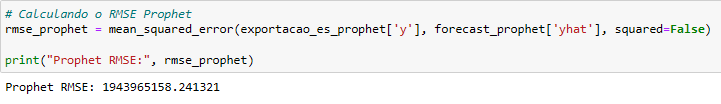 # Calculando o RMSE Prophet
rmse_prophet = mean_squared_error(exportacao_es_prophet['y'], forecast_prophet['yhat'], squared=False)
print("Prophet RMSE:", rmse_prophet)
Prophet RMSE: 1943965158.241321